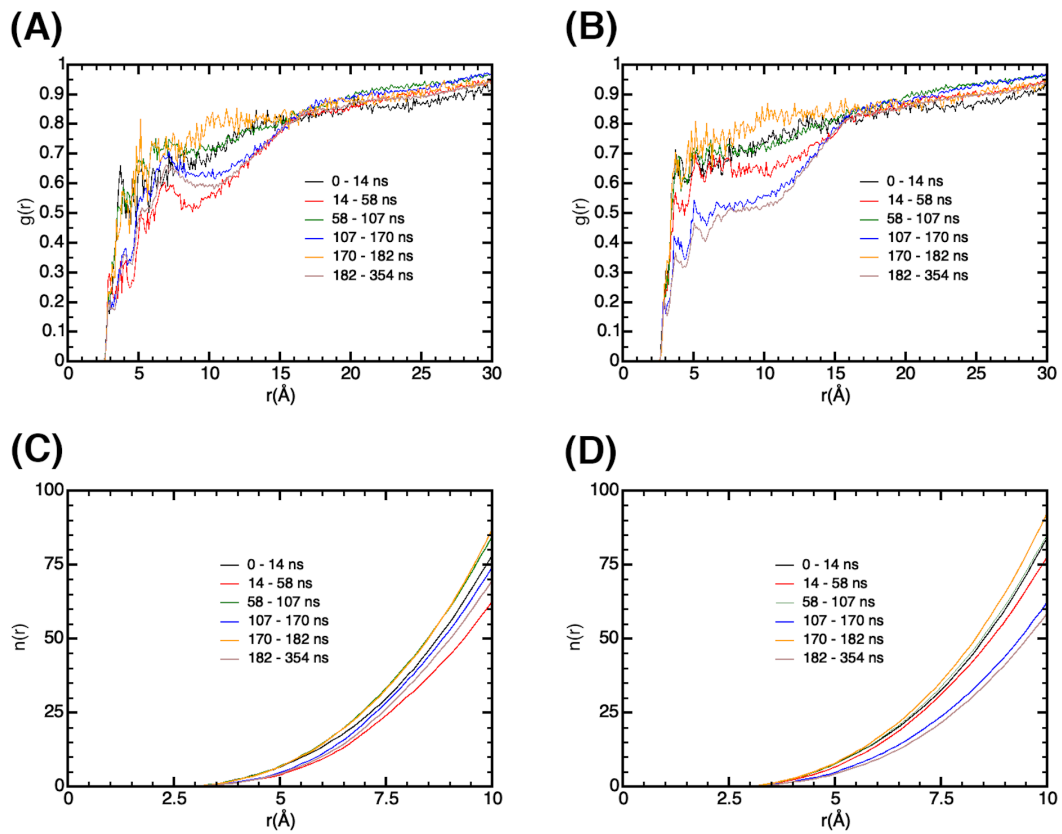 (A)
g(r)
1
0.9
0.8
0.7
0.6
0.5
0.4
0.3
0.2
0.1
0
0 - 14 ns
14 - 58 ns
58 - 107 ns
107 - 170 ns
170 - 182 ns
182 - 354 ns
0 5 10 15 20 25 30
r(Å)
(B)
g(r)
1
0.9
0.8
0.7
0.6
0.5
0.4
0.3
0.2
0.1
0
0 - 14 ns
14 - 58 ns
58 - 107 ns
107 - 170 ns
170 - 182 ns
182 - 354 ns
0 5 10 15 20 25 30
r(Å)
(C)
n(r)
100
75
50
25
0
0 - 14 ns
14 - 58 ns
58 - 107 ns
107 - 170 ns
170 - 182 ns
182 - 354 ns
0 2.5 5 7.5 10
r(Å)
(D)
n(r)
100
75
50
25
0
0 - 14 ns
14 - 58 ns
58 - 107 ns
107 - 170 ns
170 - 182 ns
182 - 354 ns
0 2.5 5 7.5 10
r(Å)